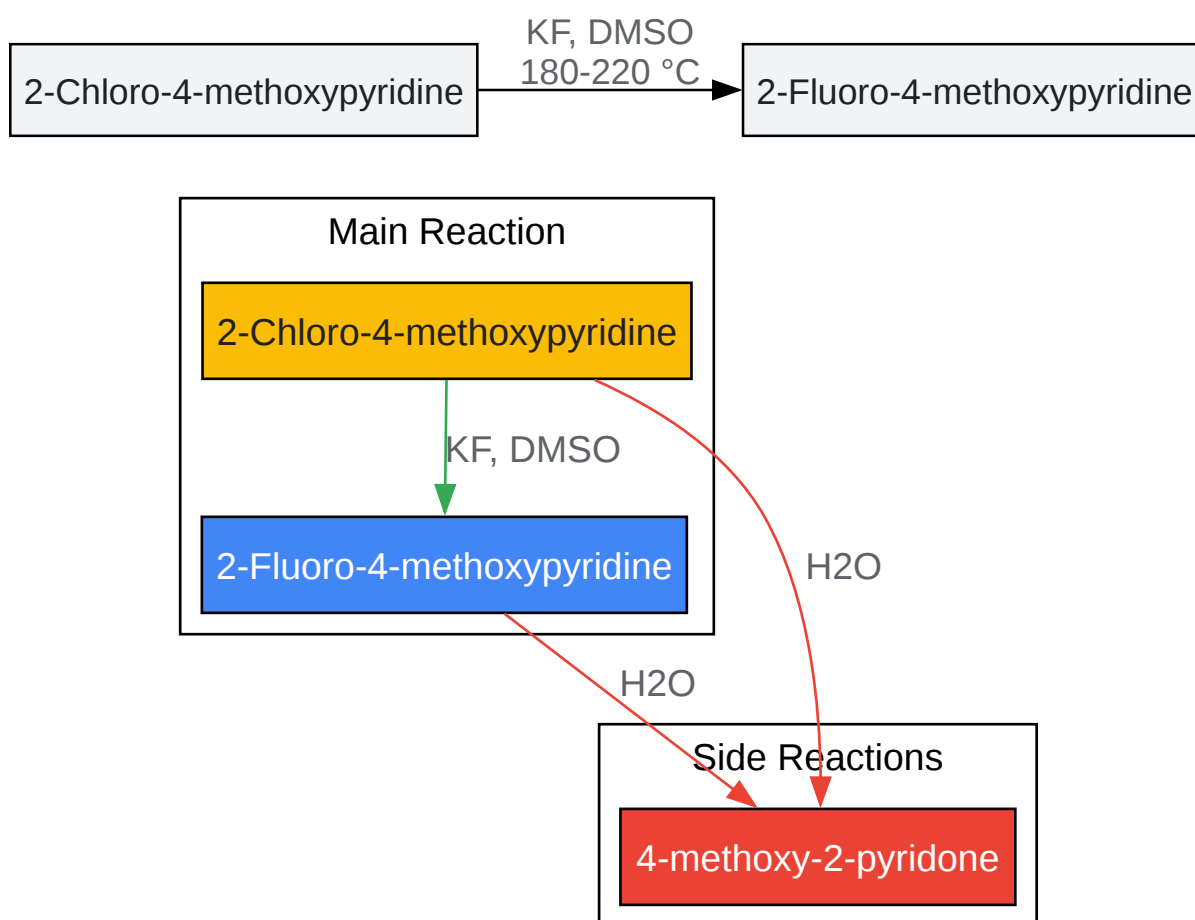 2-Chloro-4-methoxypyridine
KF, DMSO
180-220 °C
2-Fluoro-4-methoxypyridine
Main Reaction
2-Chloro-4-methoxypyridine
KF, DMSO
2-Fluoro-4-methoxypyridine
H2O
H2O
Side Reactions
4-methoxy-2-pyridone